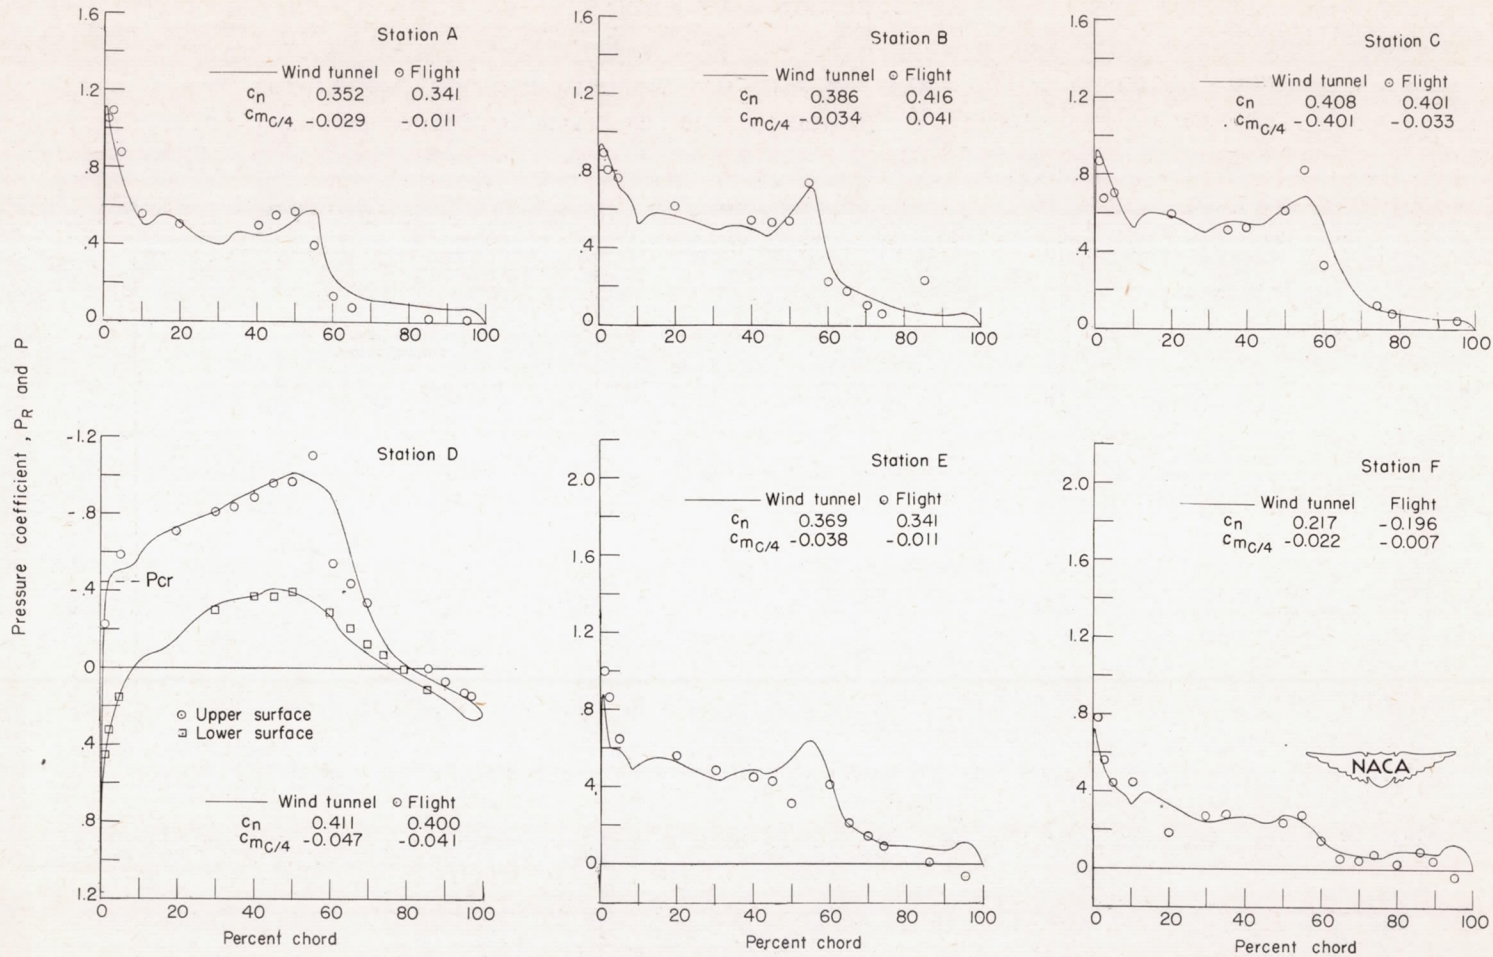 Pressure coefficient , PR and P
Station A
Wind tunnel Flight
cn 0.352 0.341
cmC/4 -0.029 -0.011
1.6
1.2
.8
.4
0
0 20 40 60 80 100
Station B
Wind tunnel Flight
cn 0.386 0.416
cmC/4 -0.034 0.041
1.6
1.2
.8
.4
0
0 20 40 60 80 100
Station C
Wind tunnel Flight
cn 0.408 0.401
cmC/4 -0.401 -0.033
1.6
1.2
.8
.4
0
0 20 40 60 80 100
Station D
-1.2
-.8
-.4
Pcr
0
.4
.8
1.2
Upper surface
Lower surface
Wind tunnel Flight
cn 0.411 0.400
cmC/4 -0.047 -0.041
0 20 40 60 80 100
Percent chord
Station E
Wind tunnel Flight
cn 0.369 0.341
cmC/4 -0.038 -0.011
2.0
1.6
1.2
.8
.4
0
0 20 40 60 80 100
Percent chord
Station F
Wind tunnel Flight
cn 0.217 -0.196
cmC/4 -0.022 -0.007
2.0
1.6
1.2
.8
.4
0
NACA
0 20 40 60 80 100
Percent chord